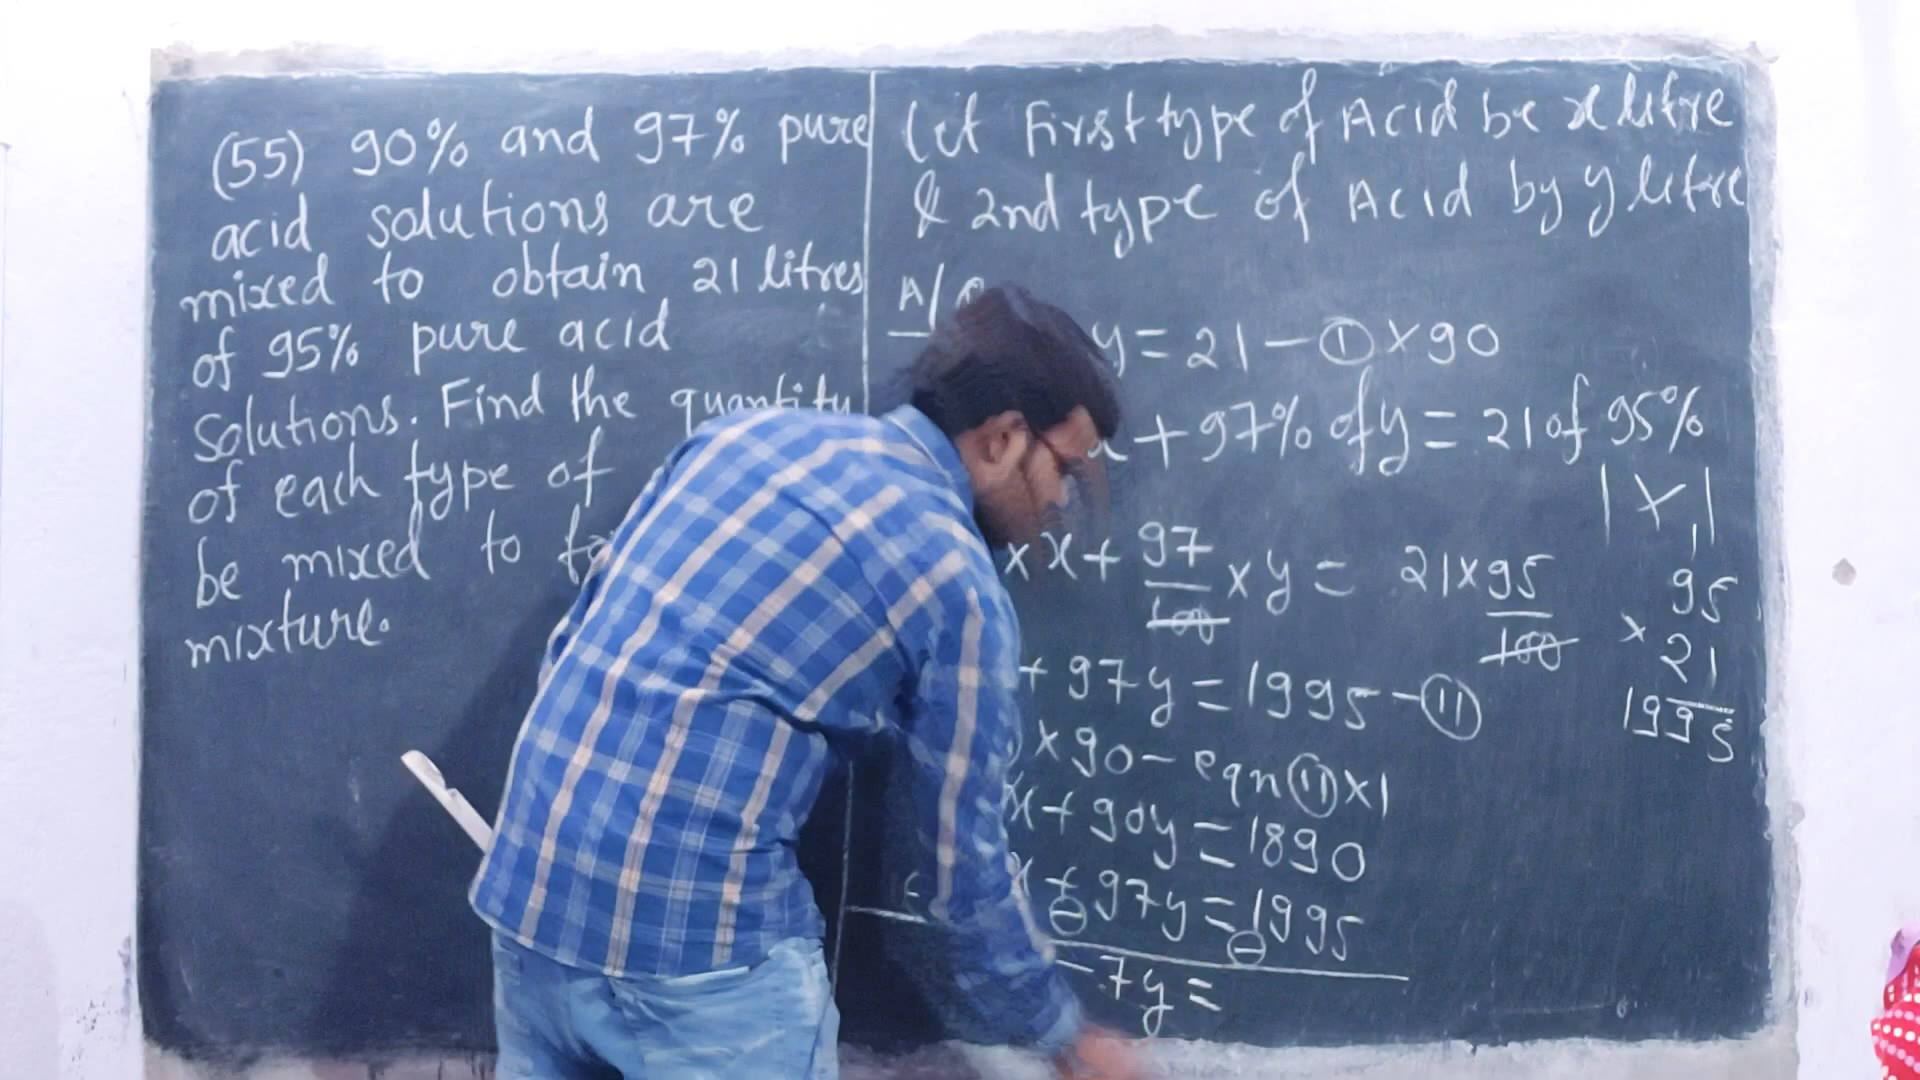 (55) 90% and 97% pure
acid solutions are
mixed to obtain 21 litres
of 95% pure acid
Solutions. Find the quantity
of each type of
be mixed to
mixture.
Let First type of Acid be x litre
& 2nd type of Acid by y litre
A/
y = 21 - ① × 90
x + 97% of y = 21 of 95%
1 × 1
× x + 97/100 × y = 21 × 95/100
95
× 21
1995
+ 97y = 1995 - ⑪
× 90 - eqn ⑪ × 1
x + 90y = 1890
x + 97y = 1995
⊖ ⊖
- 7y =